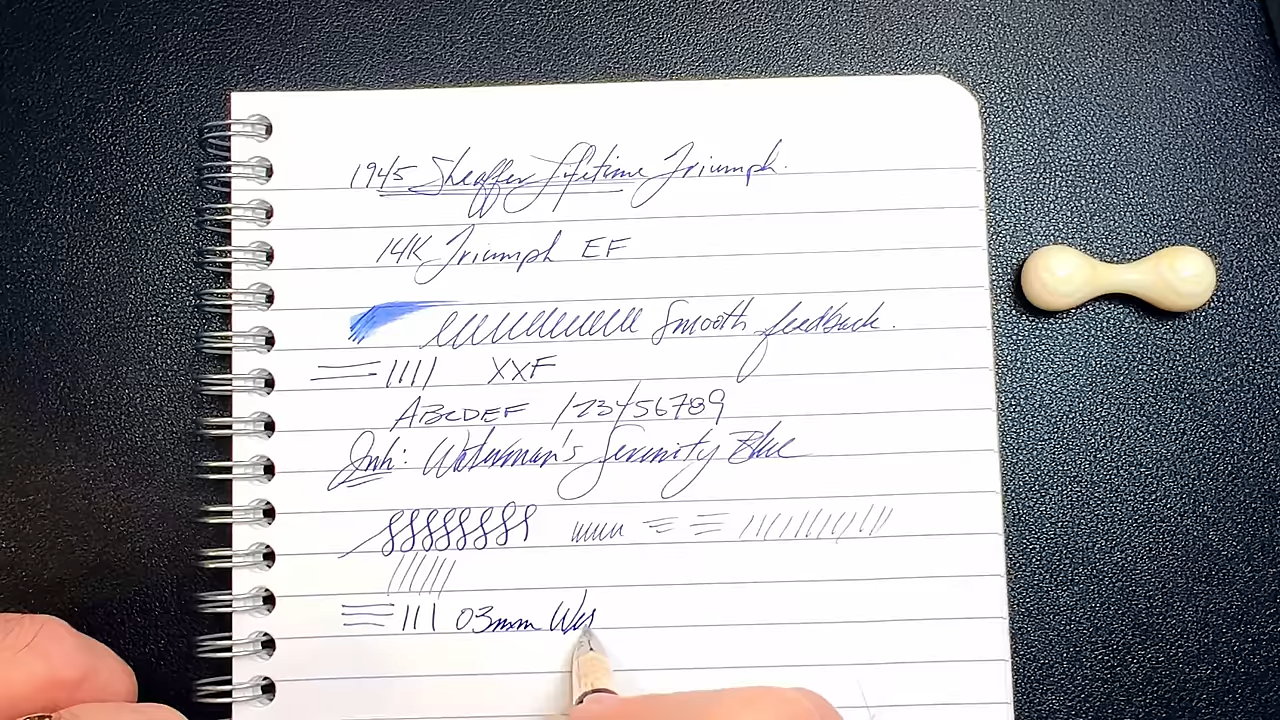 1945 Sheaffer Lifetime Triumph.
14K Triumph EF
Smooth feedback.
XXF
ABCDEF 123456789
Ink: Waterman's Serenity Blue
03mm